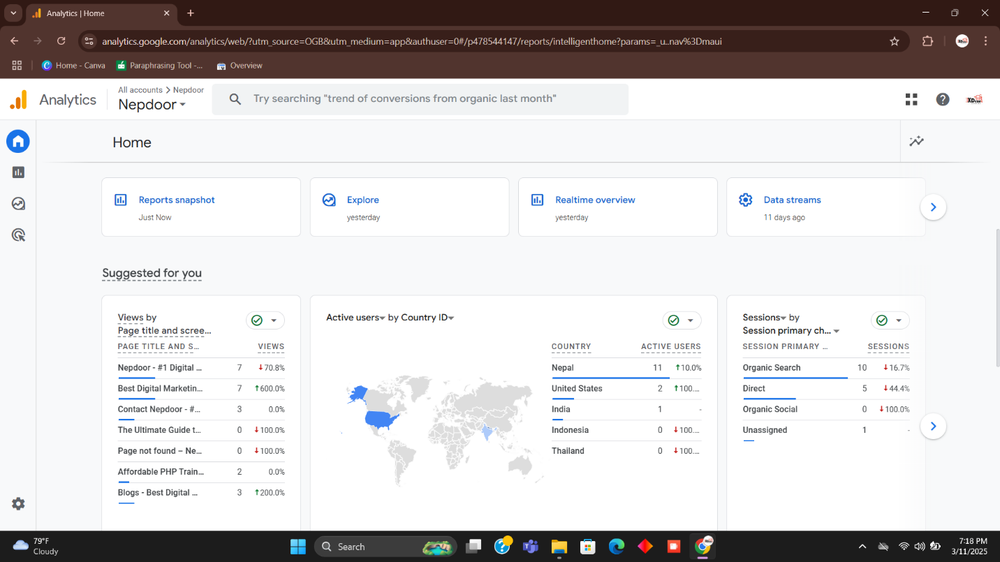 Analytics | Home
analytics.google.com/analytics/web/?utm_source=OGB&utm_medium=app&authuser=0#/p478544147/reports/intelligenthome?params=_u..nav%3Dmaui
Home - Canva Paraphrasing Tool -... Overview
Analytics
All accounts > Nepdoor
Nepdoor
Try searching "trend of conversions from organic last month"
Home
Reports snapshot
Just Now
Explore
yesterday
Realtime overview
yesterday
Data streams
11 days ago
Suggested for you
Views by
Page title and scree...
PAGE TITLE AND S... VIEWS
Nepdoor - #1 Digital ... 7 ↓70.8%
Best Digital Marketin... 7 ↑600.0%
Contact Nepdoor - #... 3 0.0%
The Ultimate Guide t... 0 ↓100.0%
Page not found – Ne... 0 ↓100.0%
Affordable PHP Train... 2 0.0%
Blogs - Best Digital ... 3 ↑200.0%
Active users by Country ID
COUNTRY ACTIVE USERS
Nepal 11 ↑10.0%
United States 2 ↑100....
India 1 -
Indonesia 0 ↓100....
Thailand 0 ↓100....
Sessions by
Session primary ch...
SESSION PRIMARY ... SESSIONS
Organic Search 10 ↓16.7%
Direct 5 ↓44.4%
Organic Social 0 ↓100.0%
Unassigned 1 -
79°F
Cloudy
Search
7:18 PM
3/11/2025